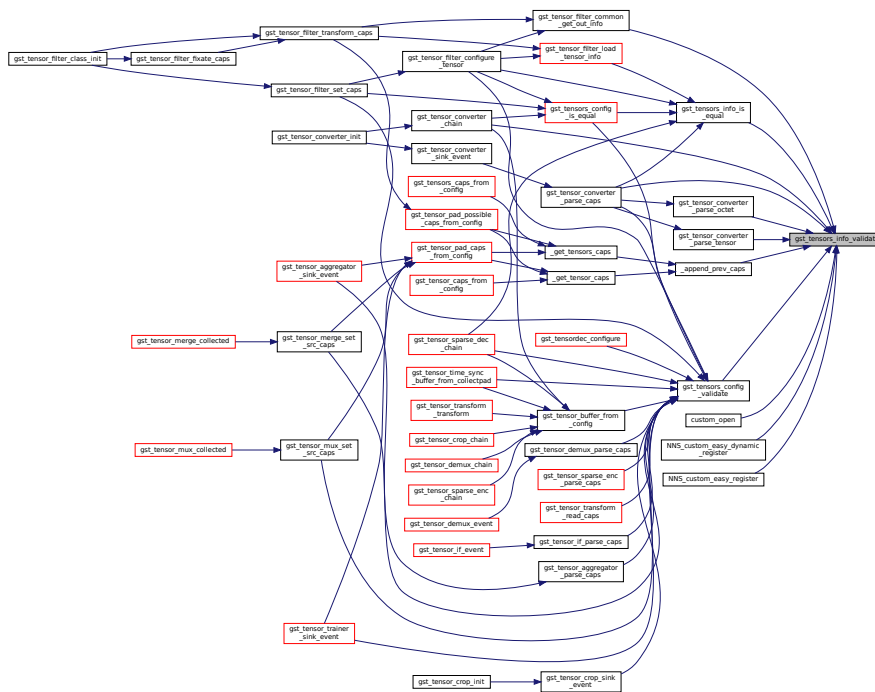 gst_tensor_filter_common
_get_out_info
gst_tensor_filter_transform_caps
gst_tensor_filter_load
_tensor_info
gst_tensor_filter_class_init
gst_tensor_filter_fixate_caps
gst_tensor_filter_configure
_tensor
gst_tensor_filter_set_caps
gst_tensors_config
_is_equal
gst_tensors_info_is
_equal
gst_tensor_converter
_chain
gst_tensor_converter_init
gst_tensor_converter
_sink_event
gst_tensors_caps_from
_config
gst_tensor_converter
_parse_caps
gst_tensor_converter
_parse_octet
gst_tensor_pad_possible
_caps_from_config
gst_tensor_converter
_parse_tensor
gst_tensors_info_validate
gst_tensor_pad_caps
_from_config
_get_tensors_caps
gst_tensor_aggregator
_sink_event
_append_prev_caps
gst_tensor_caps_from
_config
_get_tensor_caps
gst_tensor_merge_collected
gst_tensor_merge_set
_src_caps
gst_tensor_sparse_dec
_chain
gst_tensordec_configure
gst_tensor_time_sync
_buffer_from_collectpad
gst_tensors_config
_validate
gst_tensor_transform
_transform
gst_tensor_buffer_from
_config
custom_open
gst_tensor_crop_chain
gst_tensor_mux_collected
gst_tensor_mux_set
_src_caps
gst_tensor_demux_parse_caps
NNS_custom_easy_dynamic
_register
gst_tensor_demux_chain
gst_tensor_sparse_enc
_parse_caps
NNS_custom_easy_register
gst_tensor_sparse_enc
_chain
gst_tensor_transform
_read_caps
gst_tensor_demux_event
gst_tensor_if_parse_caps
gst_tensor_if_event
gst_tensor_aggregator
_parse_caps
gst_tensor_trainer
_sink_event
gst_tensor_crop_init
gst_tensor_crop_sink
_event